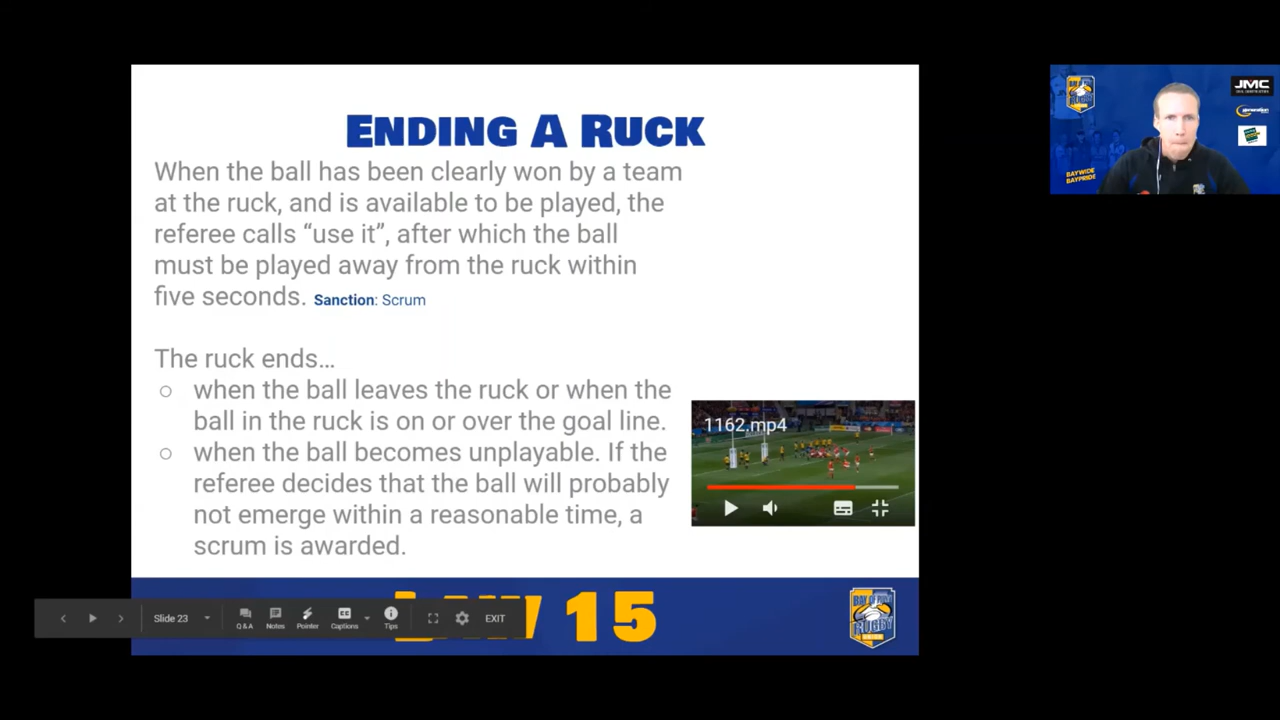 ENDING A RUCK
When the ball has been clearly won by a team
at the ruck, and is available to be played, the
referee calls “use it”, after which the ball
must be played away from the ruck within
five seconds. Sanction: Scrum
The ruck ends…
○ when the ball leaves the ruck or when the
ball in the ruck is on or over the goal line.
○ when the ball becomes unplayable. If the
referee decides that the ball will probably
not emerge within a reasonable time, a
scrum is awarded.
1162.mp4
LAW 15
Slide 23
Q & A
Notes
Pointer
CC
Captions
Tips
EXIT
RUGBY
JMC
BAYWIDE
BAYPRIDE